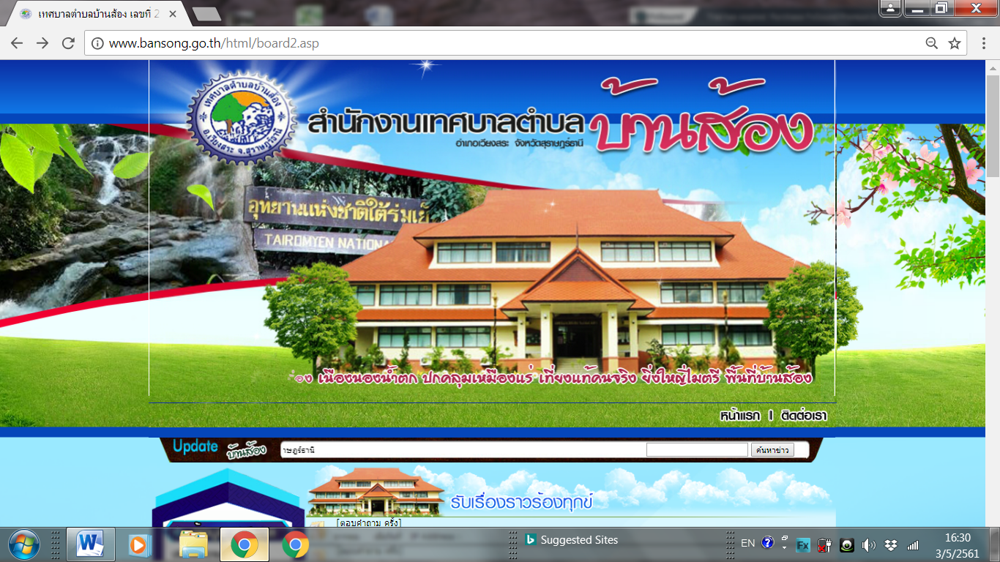 เทศบาลตำบลบ้านส้อง เลขที่ 2
www.bansong.go.th/html/board2.asp
เทศบาลตำบลบ้านส้อง
อ.เวียงสระ จ.สุราษฎร์ธานี
สำนักงานเทศบาลตำบล บ้านส้อง
อำเภอเวียงสระ จังหวัดสุราษฎร์ธานี
อุทยานแห่งชาติใต้ร่มเย็
TAIROMYEN NATION
อง เนืองนองน้ำตก ปกคลุมเหมืองแร่ เที่ยงแท้คนจริง ยิ่งใหญ่ไมตรี พื้นที่บ้านส้อง
หน้าแรก I ติดต่อเรา
Update บ้านส้อง าษฎร์ธานี ค้นหาข่าว
รับเรื่องราวร้องทุกข์
[ตอบคำถาม ครั้ง]
Suggested Sites
EN
16:30
3/5/2561